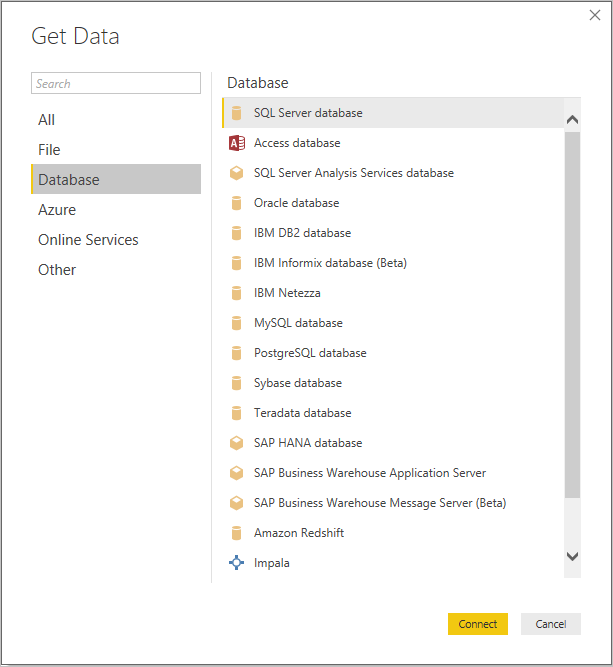 Get Data
Search
All
File
Database
Azure
Online Services
Other
Database
SQL Server database
A Access database
SQL Server Analysis Services database
Oracle database
IBM DB2 database
IBM Informix database (Beta)
IBM Netezza
MySQL database
PostgreSQL database
Sybase database
Teradata database
SAP HANA database
SAP Business Warehouse Application Server
SAP Business Warehouse Message Server (Beta)
Amazon Redshift
Impala
Connect Cancel